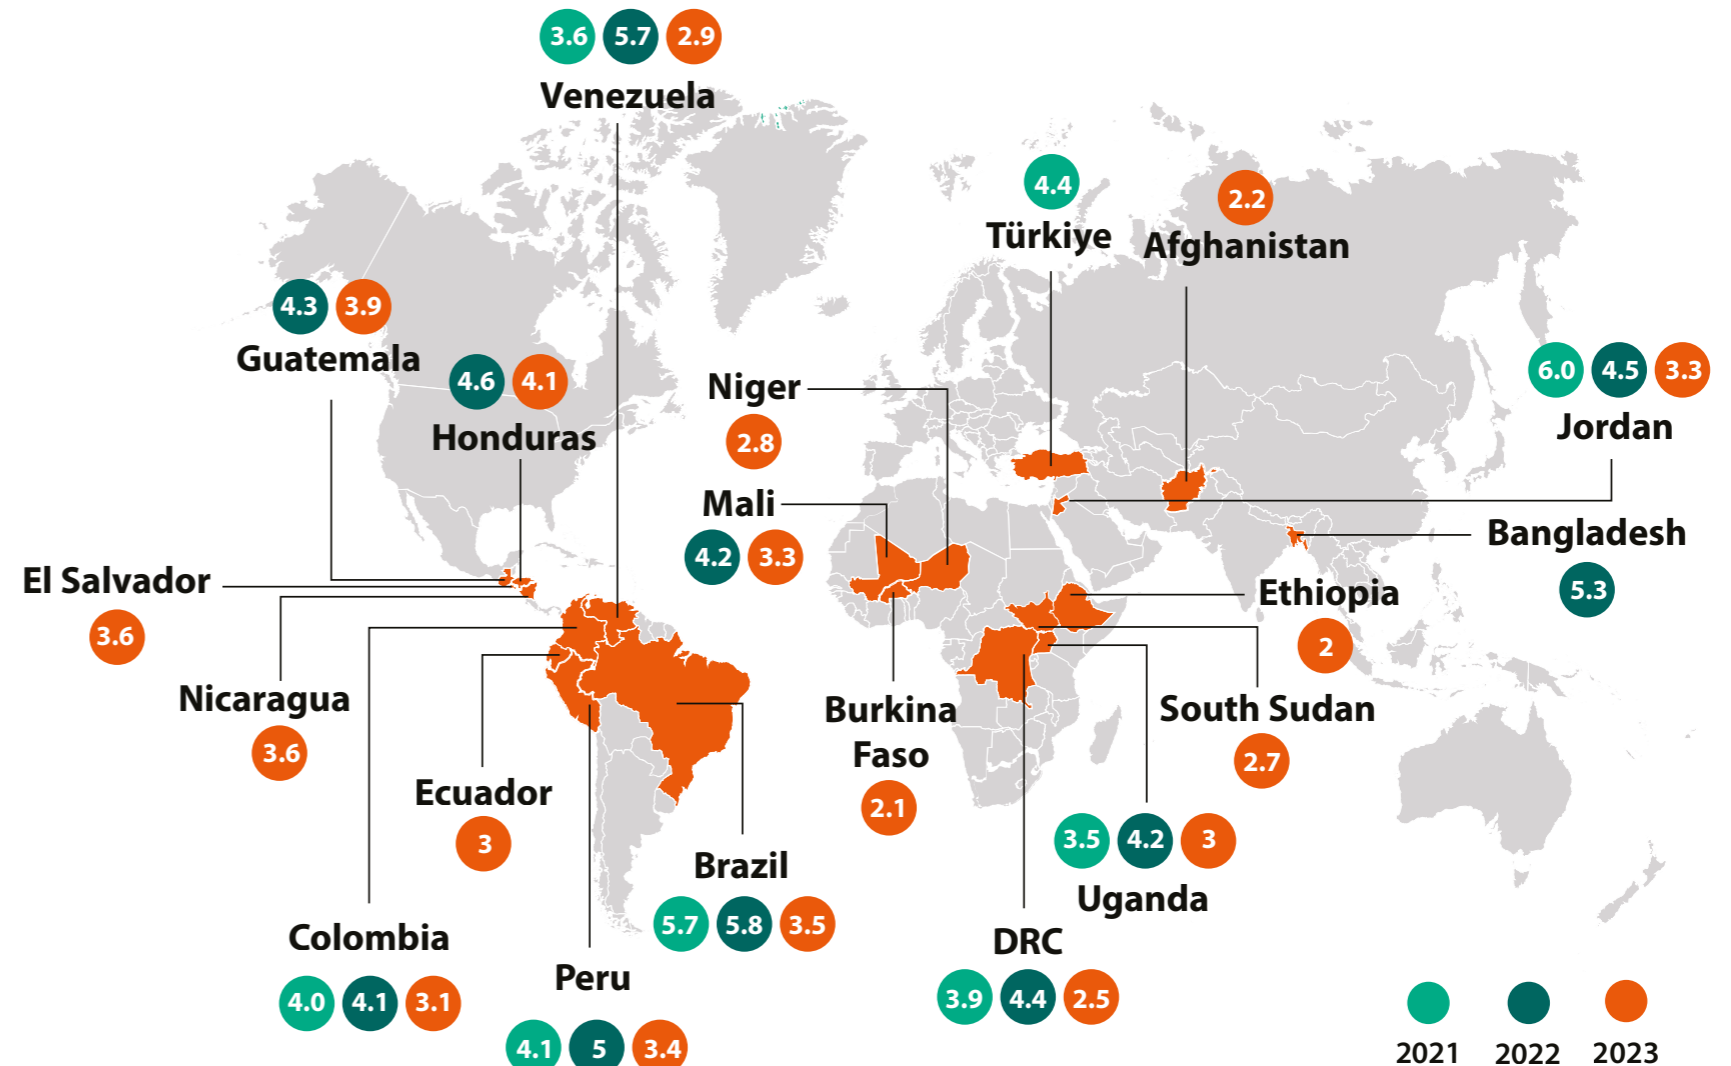 3.6 5.7 2.9
Venezuela
4.4
Türkiye
2.2
Afghanistan
4.3 3.9
Guatemala
4.6 4.1
Honduras
Niger
2.8
6.0 4.5 3.3
Jordan
Mali
4.2 3.3
Bangladesh
5.3
El Salvador
3.6
Ethiopia
2
Nicaragua
3.6
Burkina
Faso
2.1
South Sudan
2.7
Ecuador
3
Brazil
5.7 5.8 3.5
3.5 4.2 3
Uganda
Colombia
4.0 4.1 3.1
Peru
4.1 5 3.4
DRC
3.9 4.4 2.5
2021 2022 2023